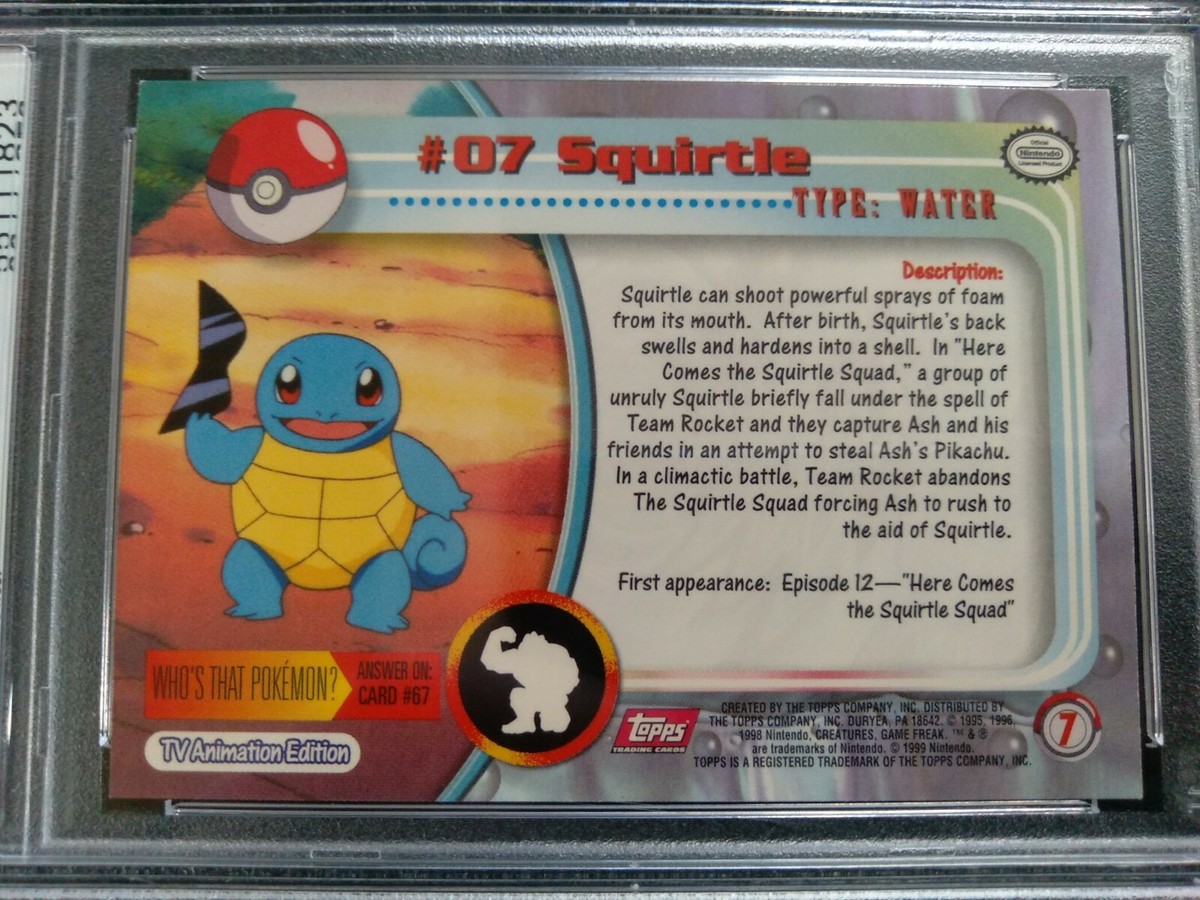 #07 Squirtle
TYPE: WATER
Official
Nintendo
Licensed Product
Description:
Squirtle can shoot powerful sprays of foam
from its mouth. After birth, Squirtle's back
swells and hardens into a shell. In "Here
Comes the Squirtle Squad," a group of
unruly Squirtle briefly fall under the spell of
Team Rocket and they capture Ash and his
friends in an attempt to steal Ash's Pikachu.
In a climactic battle, Team Rocket abandons
The Squirtle Squad forcing Ash to rush to
the aid of Squirtle.
First appearance: Episode 12—"Here Comes
the Squirtle Squad"
WHO'S THAT POKÉMON?
ANSWER ON:
CARD #67
TV Animation Edition
topps
TRADING CARDS
CREATED BY THE TOPPS COMPANY, INC. DISTRIBUTED BY
THE TOPPS COMPANY, INC. DURYEA, PA 18642. © 1995, 1996,
1998 Nintendo, CREATURES, GAME FREAK. ™ & ®
are trademarks of Nintendo. © 1999 Nintendo.
TOPPS IS A REGISTERED TRADEMARK OF THE TOPPS COMPANY, INC.
7